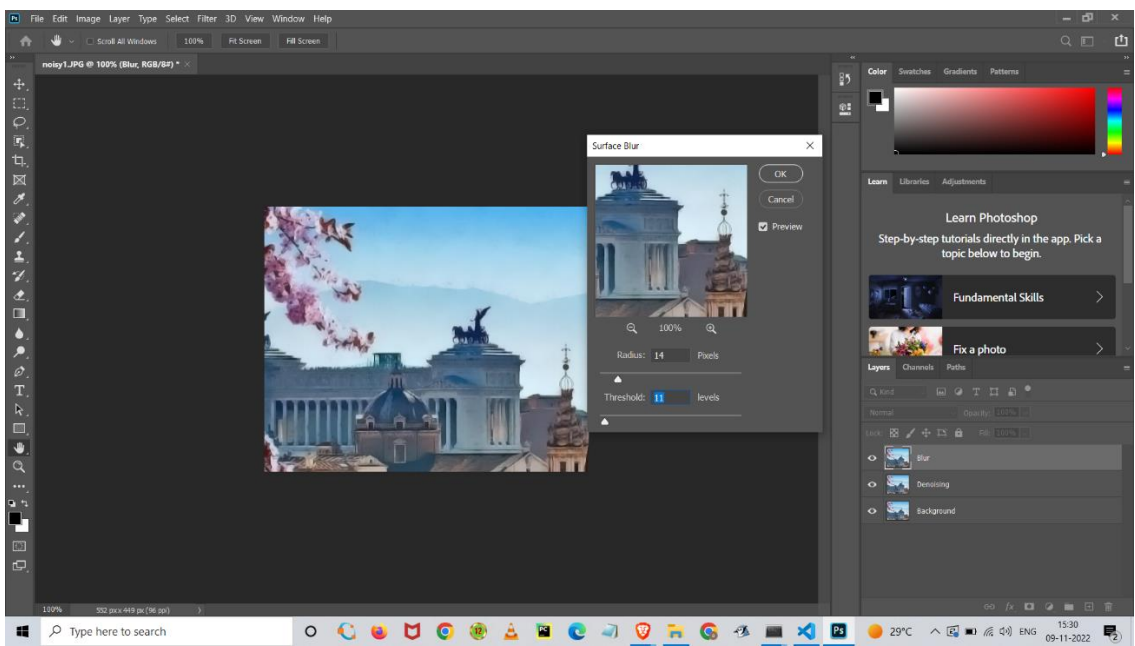 Ps File Edit Image Layer Type Select Filter 3D View Window Help
Scroll All Windows 100% Fit Screen Fill Screen
noisy1.JPG @ 100% (Blur, RGB/8#) *
Color Swatches Gradients Patterns
Surface Blur
OK
Cancel
Preview
100%
Radius: 14 Pixels
Threshold: 11 levels
Learn Libraries Adjustments
Learn Photoshop
Step-by-step tutorials directly in the app. Pick a
topic below to begin.
Fundamental Skills
Fix a photo
Layers Channels Paths
Kind
Normal Opacity: 100%
Lock: Fill: 100%
Blur
Denoising
Background
100% 552 px x 449 px (96 ppi)
Type here to search
29°C ENG
15:30
09-11-2022